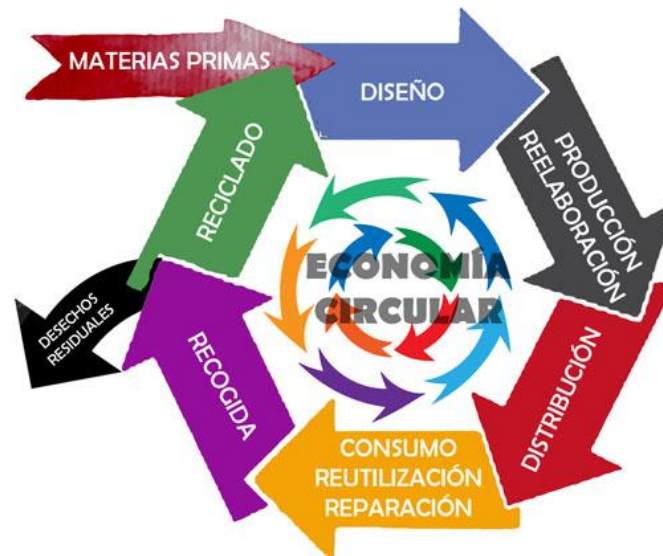 MATERIAS PRIMAS
DISEÑO
PRODUCCIÓN
REELABORACIÓN
DISTRIBUCIÓN
CONSUMO
REUTILIZACIÓN
REPARACIÓN
RECOGIDA
DESECHOS
RESIDUALES
RECICLADO
ECONOMÍA
CIRCULAR